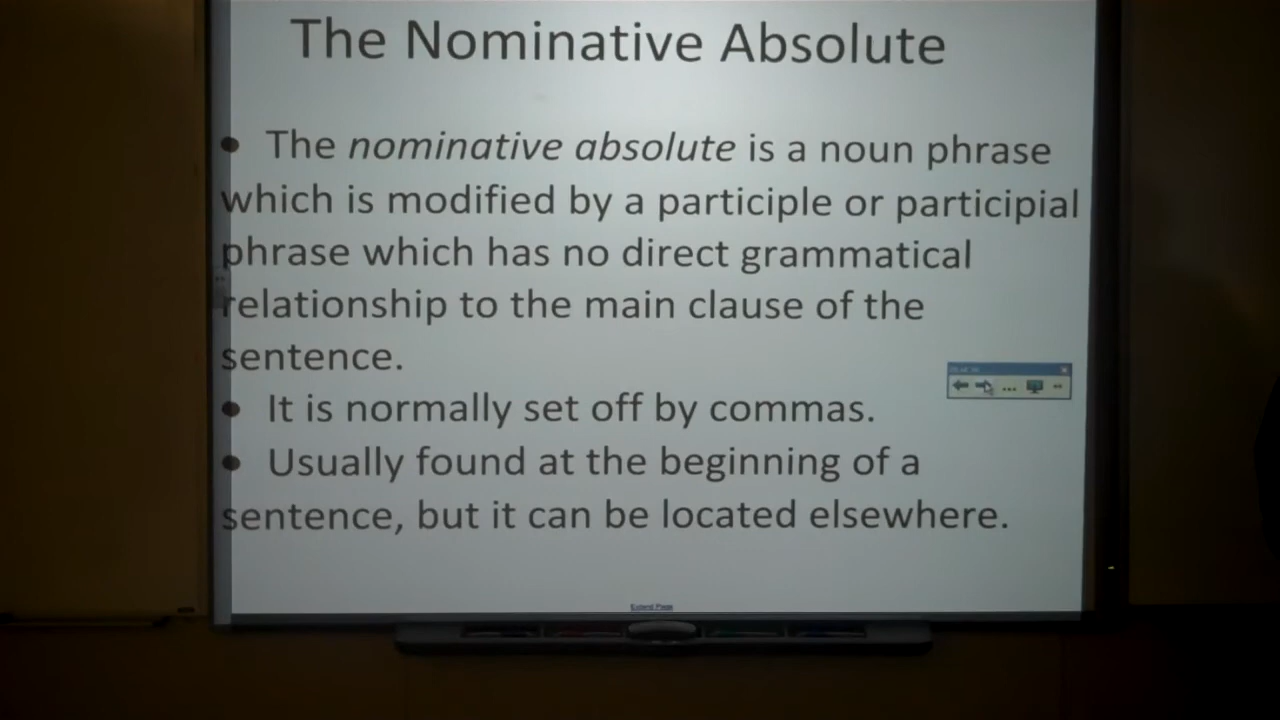 The Nominative Absolute
• The nominative absolute is a noun phrase
which is modified by a participle or participial
phrase which has no direct grammatical
relationship to the main clause of the
sentence.
• It is normally set off by commas.
• Usually found at the beginning of a
sentence, but it can be located elsewhere.
Extend Page